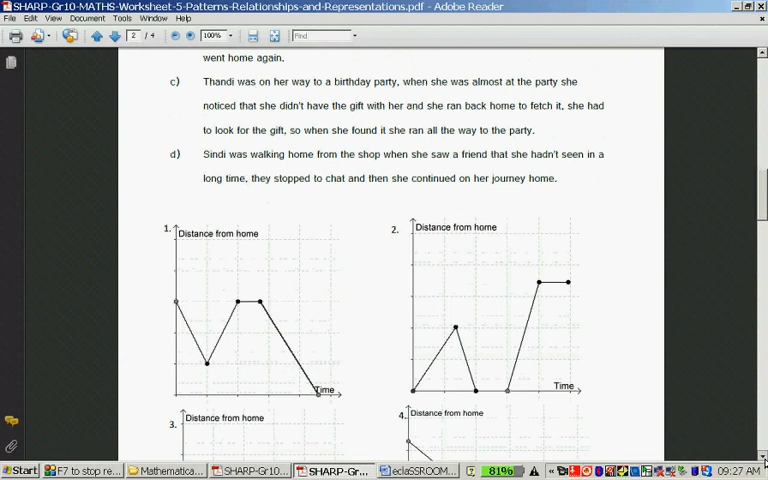 SHARP-Gr10-MATHS-Worksheet-5-Patterns-Relationships-and-Representations.pdf - Adobe Reader
File Edit View Document Tools Window Help
2 / 4 100% Find
went home again.
c) Thandi was on her way to a birthday party, when she was almost at the party she
noticed that she didn't have the gift with her and she ran back home to fetch it, she had
to look for the gift, so when she found it she ran all the way to the party.
d) Sindi was walking home from the shop when she saw a friend that she hadn't seen in a
long time, they stopped to chat and then she continued on her journey home.
1. Distance from home
Time
2. Distance from home
Time
3. Distance from home
4. Distance from home
Start F7 to stop re... Mathematica... SHARP-Gr10... SHARP-Gr... eclaSSROOM... 81% 09:27 AM